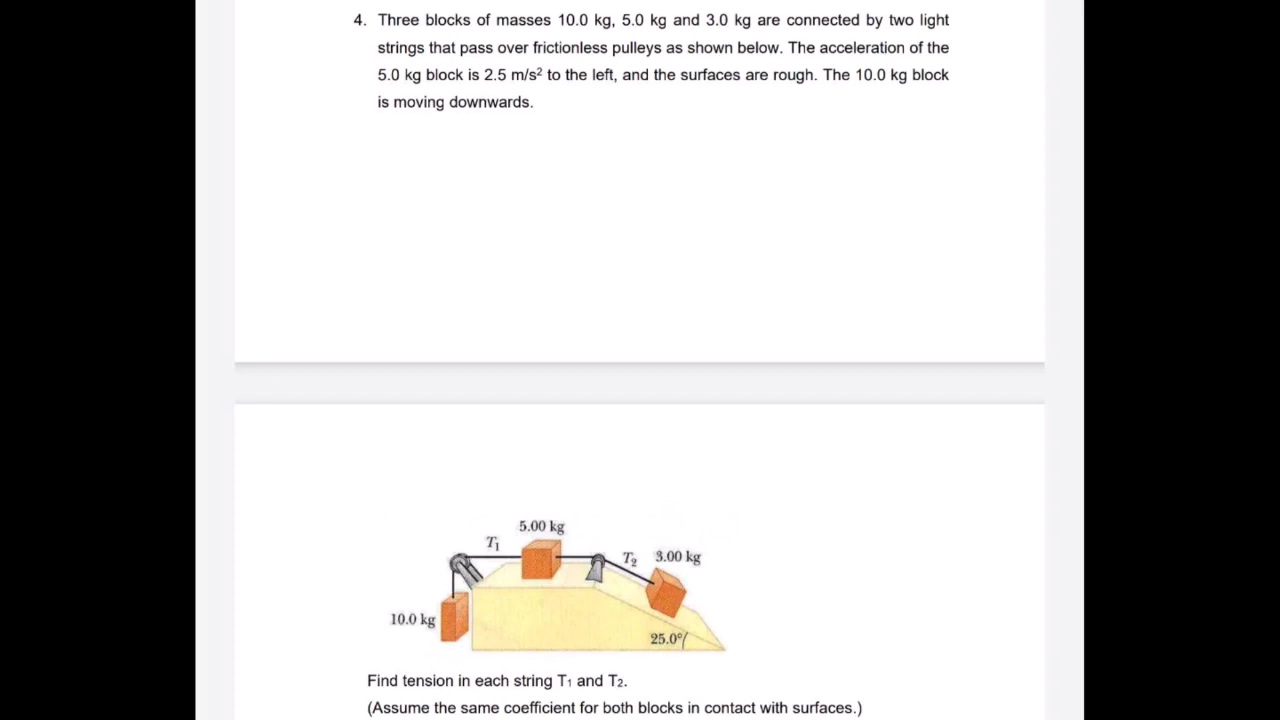 4. Three blocks of masses 10.0 kg, 5.0 kg and 3.0 kg are connected by two light
strings that pass over frictionless pulleys as shown below. The acceleration of the
5.0 kg block is 2.5 m/s² to the left, and the surfaces are rough. The 10.0 kg block
is moving downwards.
5.00 kg
T₁
T₂ 3.00 kg
10.0 kg
25.0°
Find tension in each string T₁ and T₂.
(Assume the same coefficient for both blocks in contact with surfaces.)